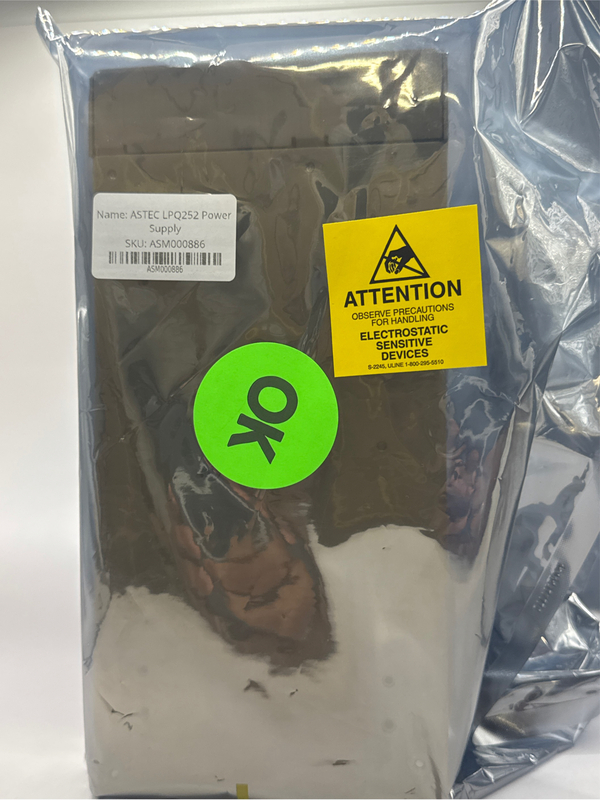 Name: ASTEC LPQ252 Power
Supply
SKU: ASM000886
ASM000886
ATTENTION
OBSERVE PRECAUTIONS
FOR HANDLING
ELECTROSTATIC
SENSITIVE
DEVICES
S-2245, ULINE 1-800-295-5510
OK